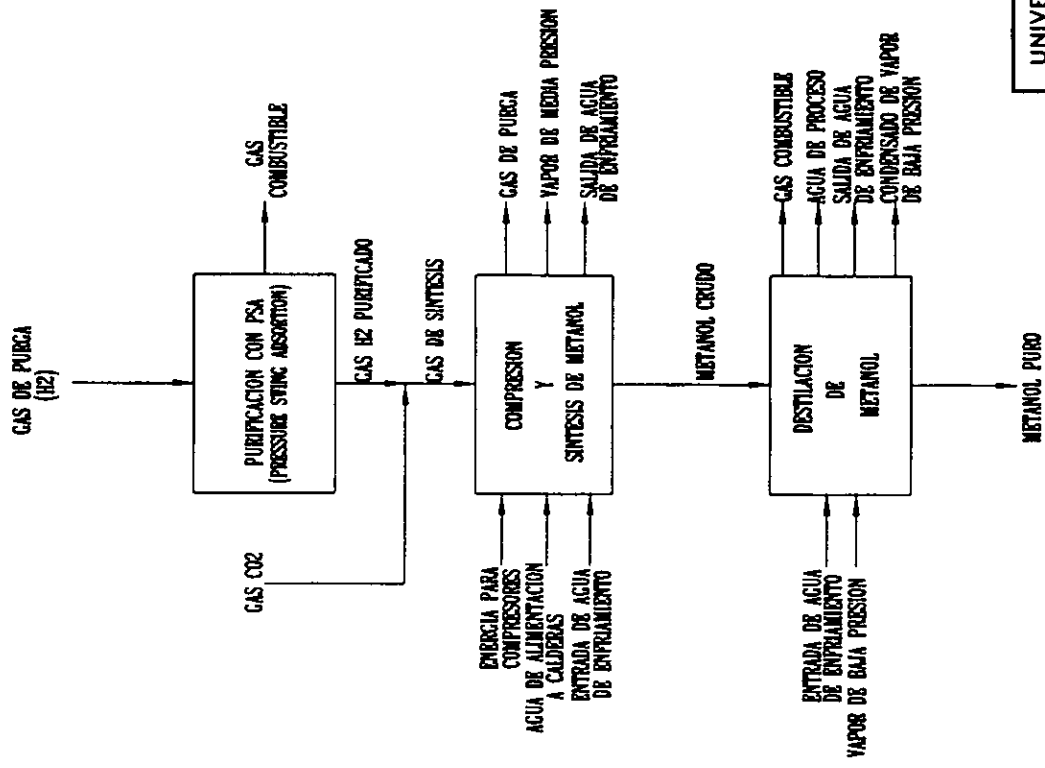 GAS DE PURGA
(H2)
PURIFICACION CON PSA
(PRESSURE SWING ABSORTION)
GAS
COMBUSTIBLE
GAS H2 PURIFICADO
GAS CO2
GAS DE SINTESIS
ENERGIA PARA
COMPRESORES
AGUA DE ALIMENTACION
A CALDERAS
ENTRADA DE AGUA
DE ENFRIAMIENTO
COMPRESION
Y
SINTESIS DE METANOL
GAS DE PURGA
VAPOR DE MEDIA PRESION
SALIDA DE AGUA
DE ENFRIAMIENTO
METANOL CRUDO
ENTRADA DE AGUA
DE ENFRIAMIENTO
VAPOR DE BAJA PRESION
DESTILACION
DE
METANOL
GAS COMBUSTIBLE
AGUA DE PROCESO
SALIDA DE AGUA
DE ENFRIAMIENTO
CONDENSADO DE VAPOR
DE BAJA PRESION
METANOL PURO
UNIVE